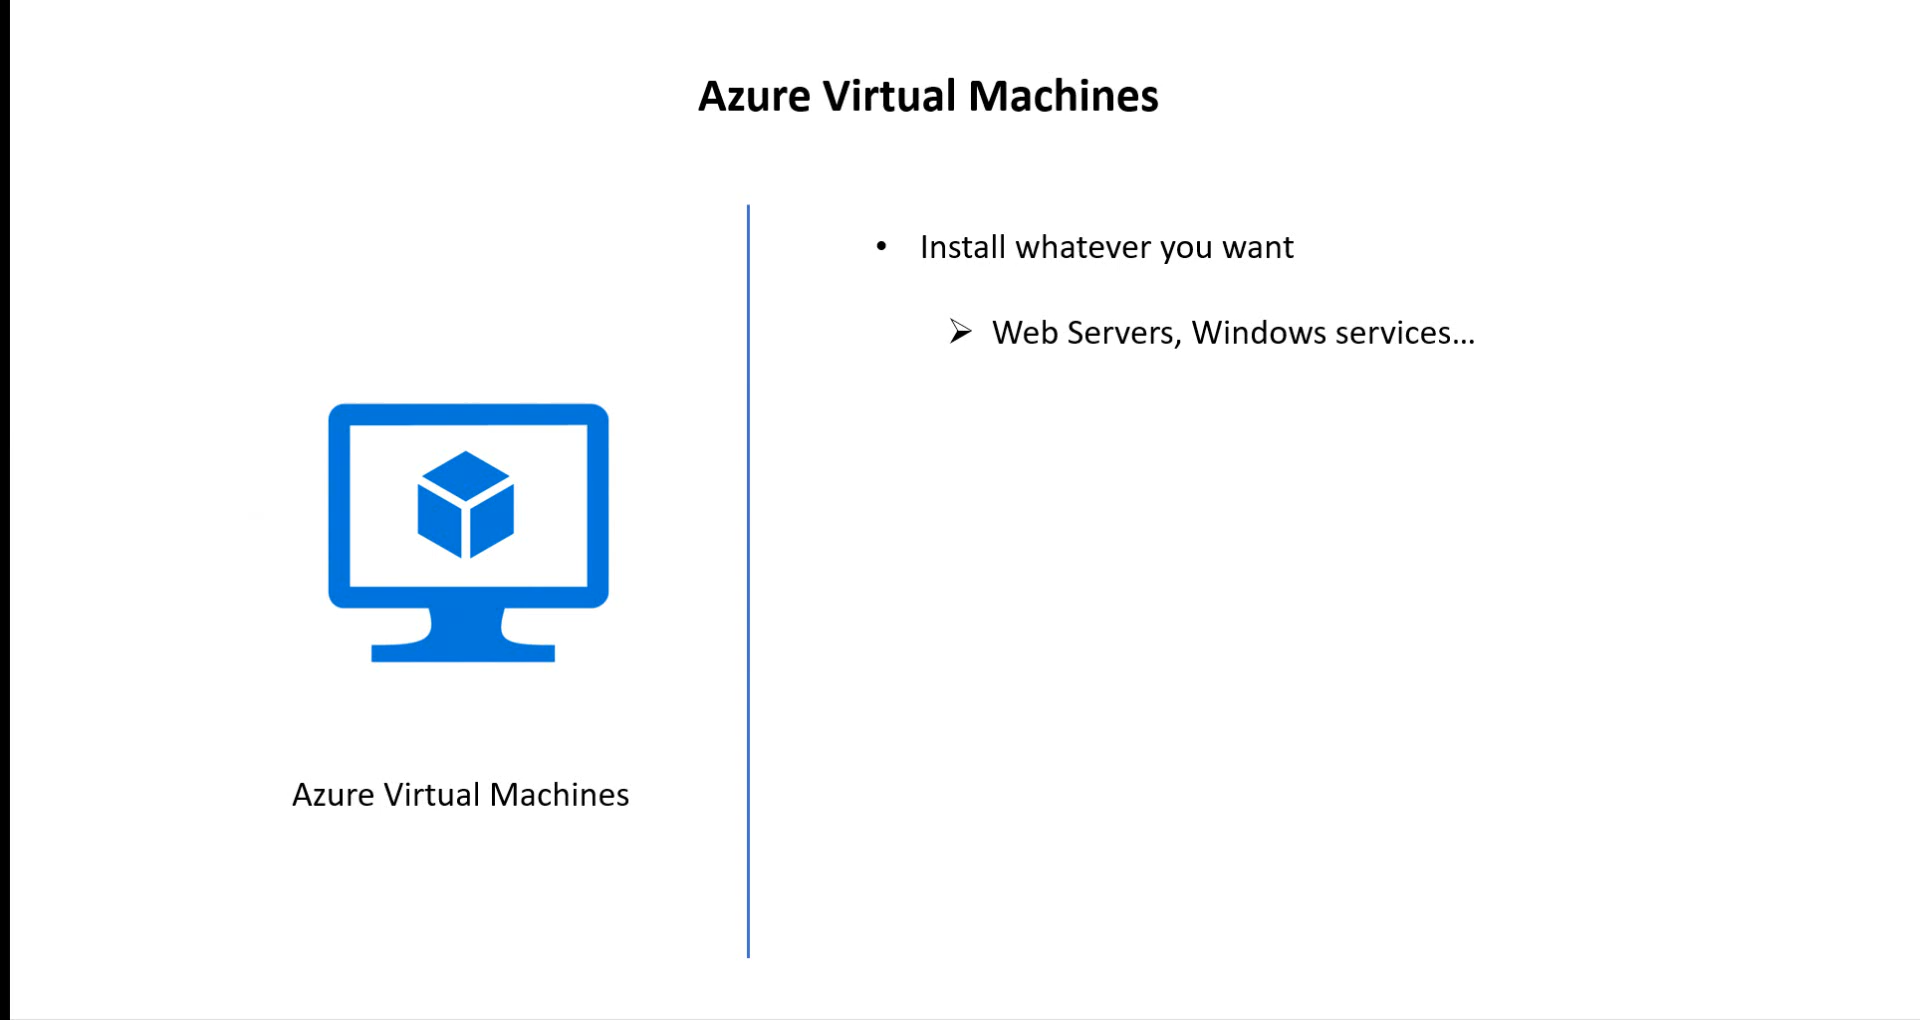 Azure Virtual Machines
• Install whatever you want
➢ Web Servers, Windows services...
Azure Virtual Machines